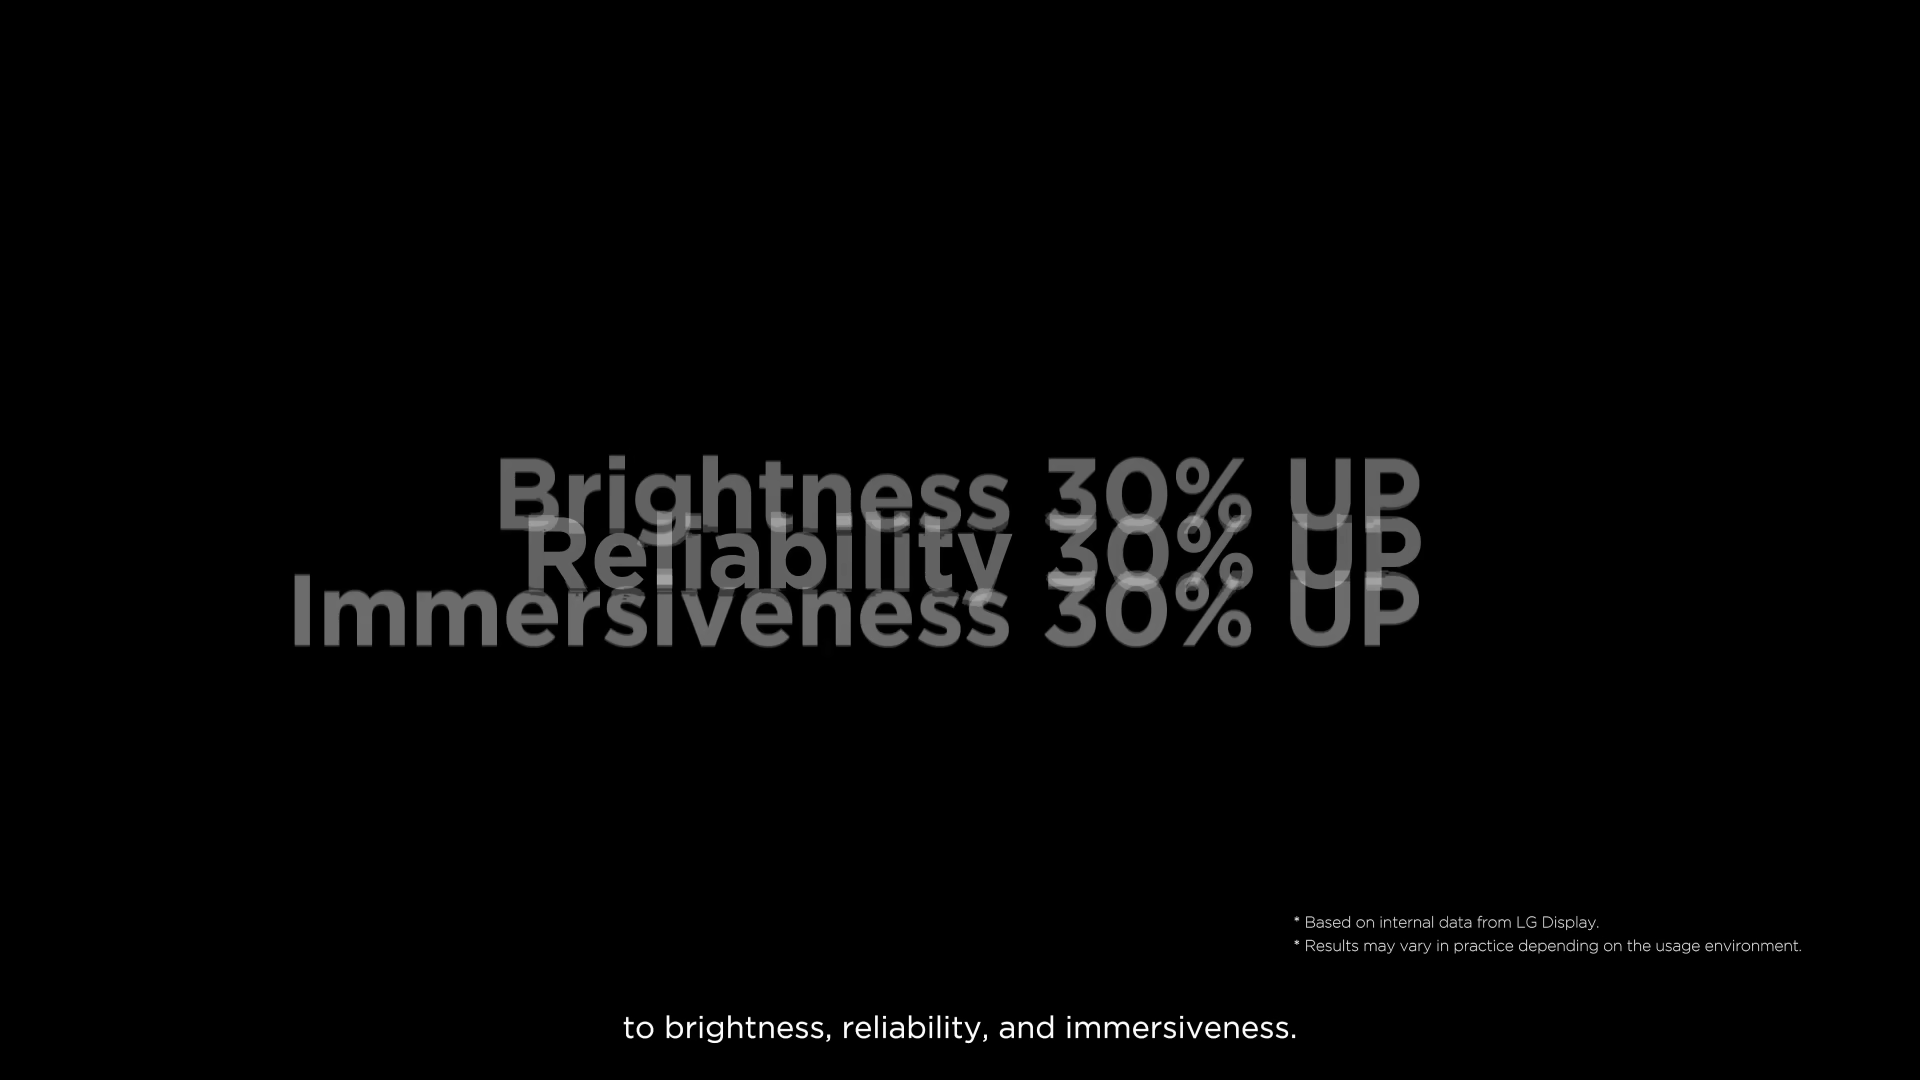 Brightness 30% UP
Reliability 30% UP
Immersiveness 30% UP
* Based on internal data from LG Display.
* Results may vary in practice depending on the usage environment.
to brightness, reliability, and immersiveness.